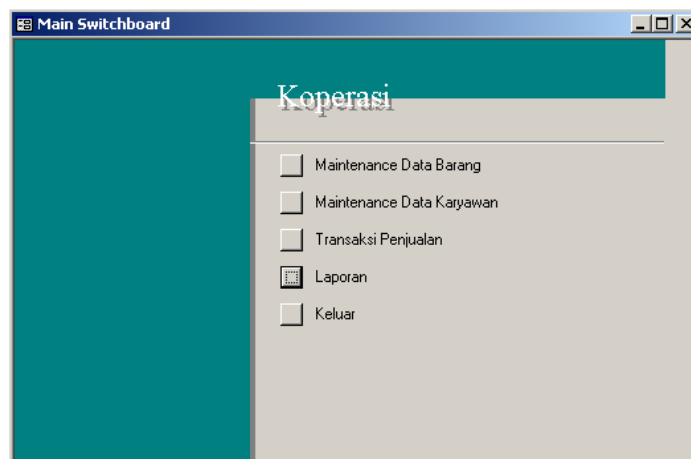 Main Switchboard
Koperasi
Maintenance Data Barang
Maintenance Data Karyawan
Transaksi Penjualan
Laporan
Keluar